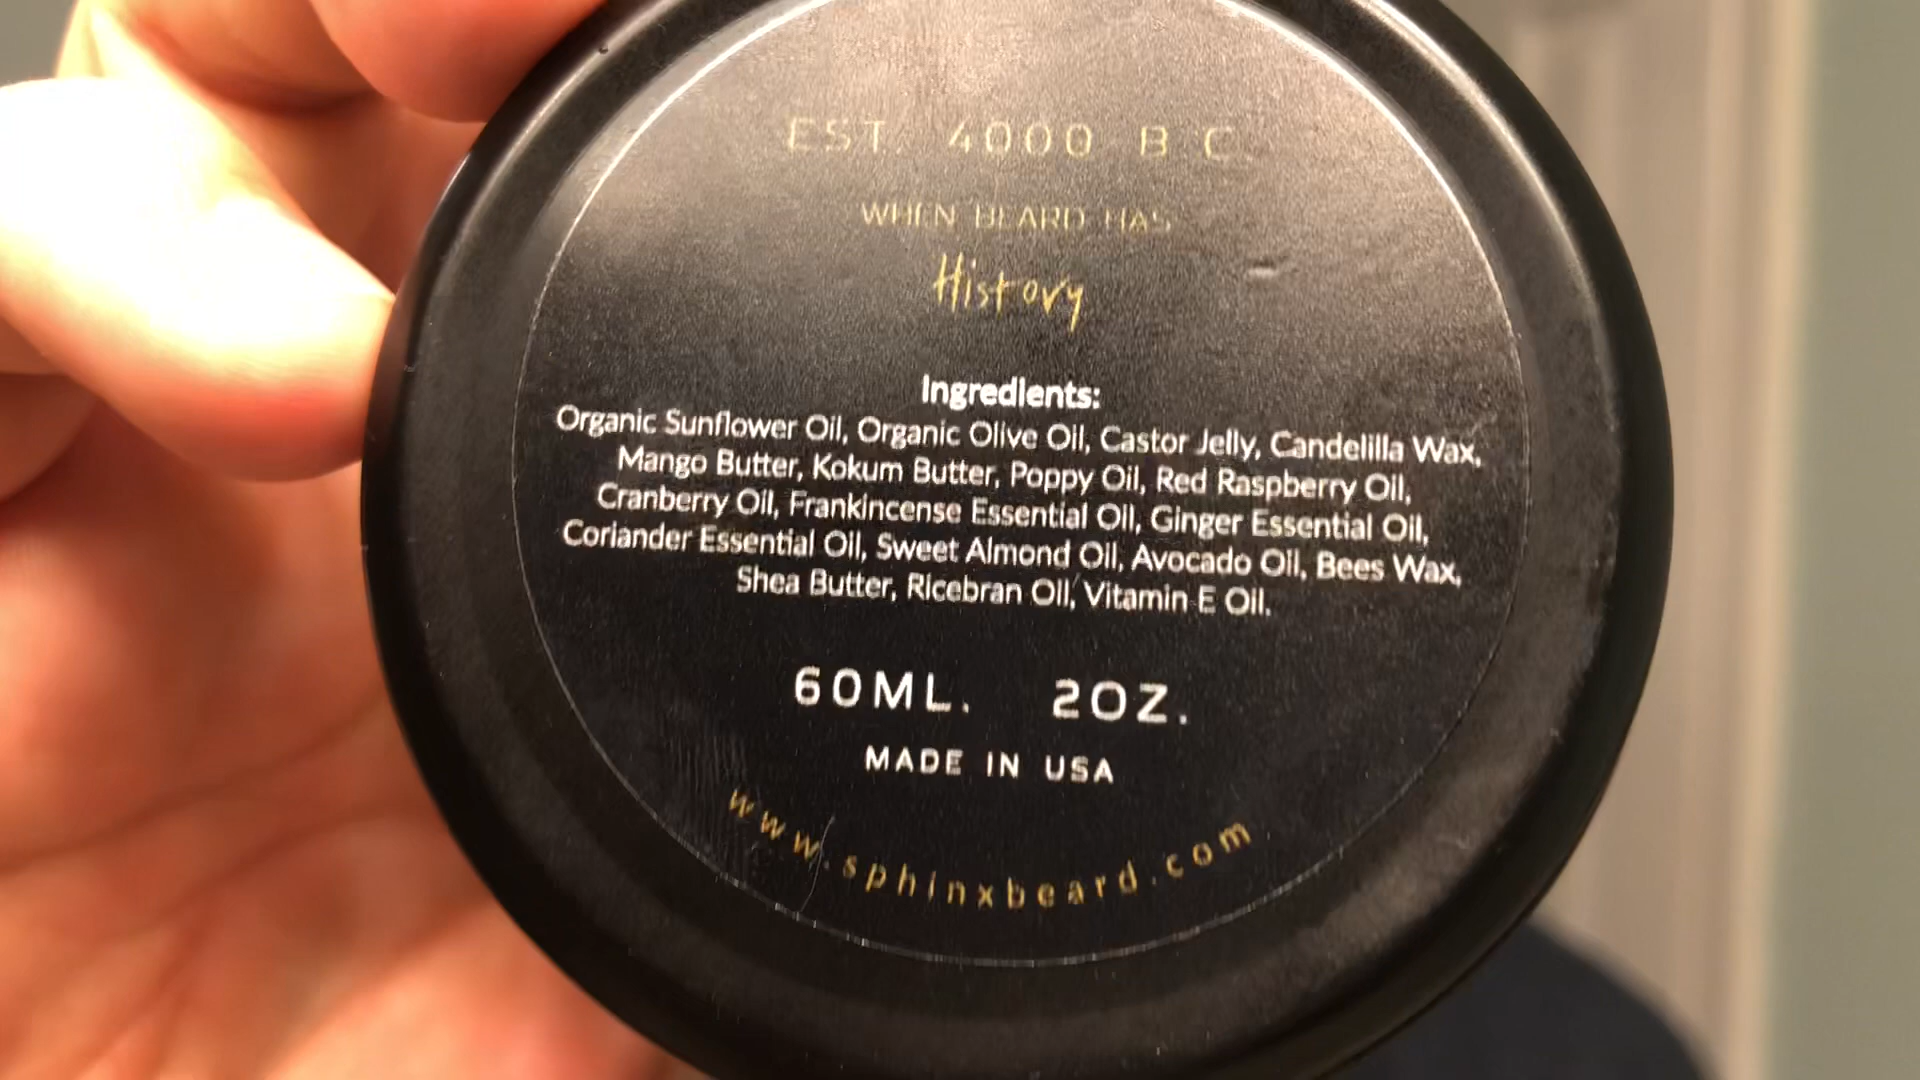 EST. 4000 B.C.
WHEN BEARD HAS
History
Ingredients:
Organic Sunflower Oil, Organic Olive Oil, Castor Jelly, Candelilla Wax,
Mango Butter, Kokum Butter, Poppy Oil, Red Raspberry Oil,
Cranberry Oil, Frankincense Essential Oil, Ginger Essential Oil,
Coriander Essential Oil, Sweet Almond Oil, Avocado Oil, Bees Wax,
Shea Butter, Ricebran Oil, Vitamin E Oil.
60ML. 2OZ.
MADE IN USA
www.sphinxbeard.com